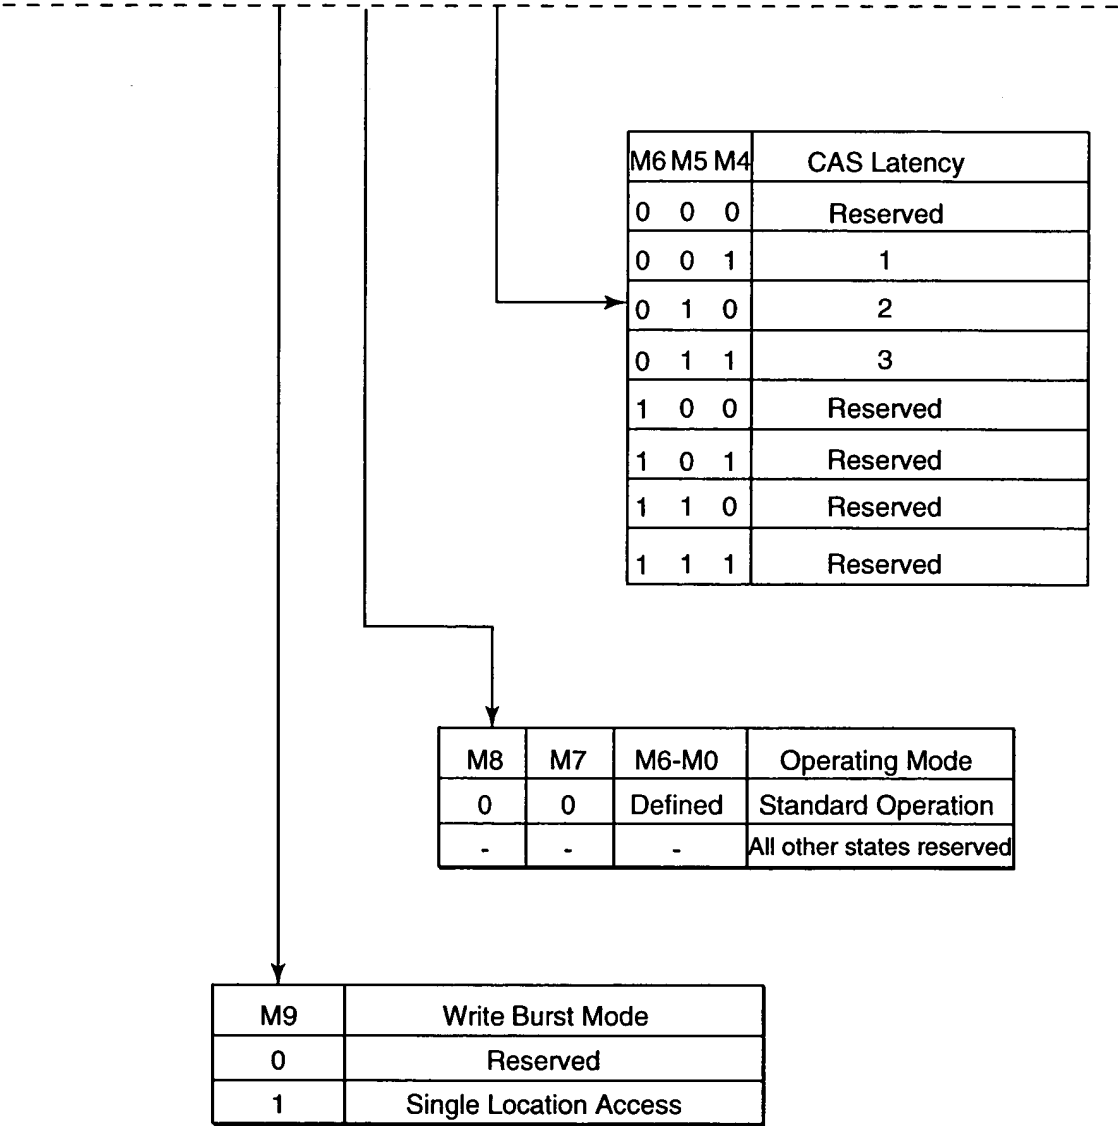 M6 M5 M4 CAS Latency
0 0 0 Reserved
0 0 1 1
0 1 0 2
0 1 1 3
1 0 0 Reserved
1 0 1 Reserved
1 1 0 Reserved
1 1 1 Reserved
M8 M7 M6-M0 Operating Mode
0 0 Defined Standard Operation
- - - All other states reserved
M9 Write Burst Mode
0 Reserved
1 Single Location Access